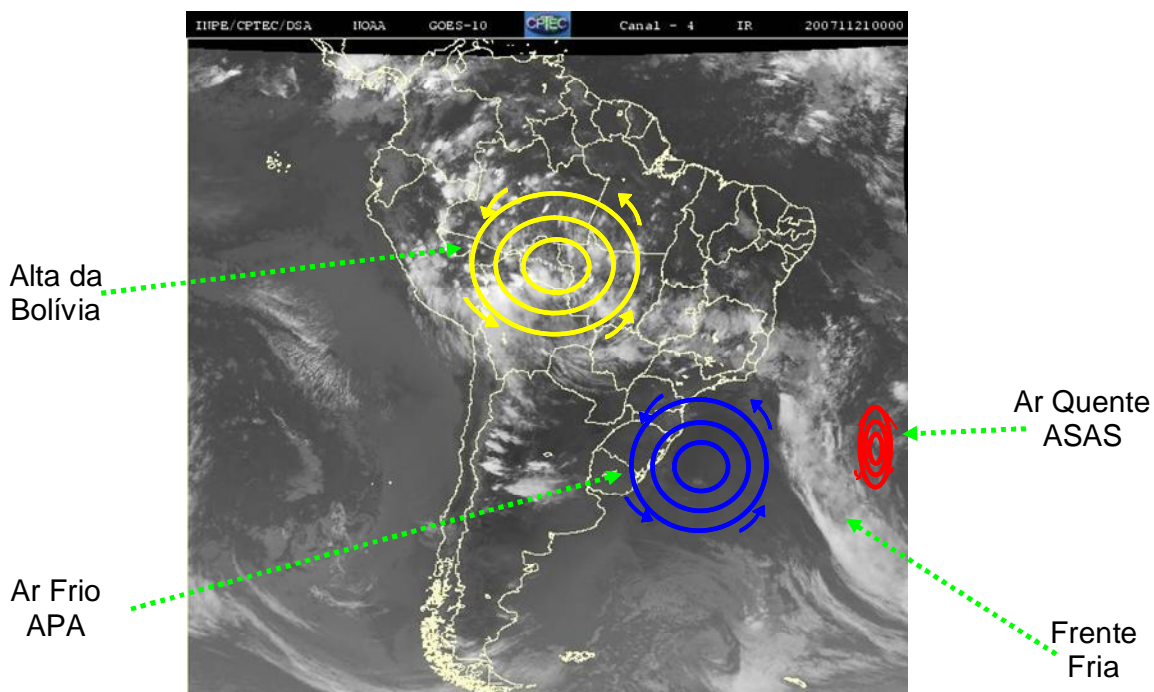 INPE/CPTEC/DSA NOAA GOES-10 CPTEC Canal - 4 IR 200711210000
Alta da
Bolívia
Ar Quente
ASAS
Ar Frio
APA
Frente
Fria